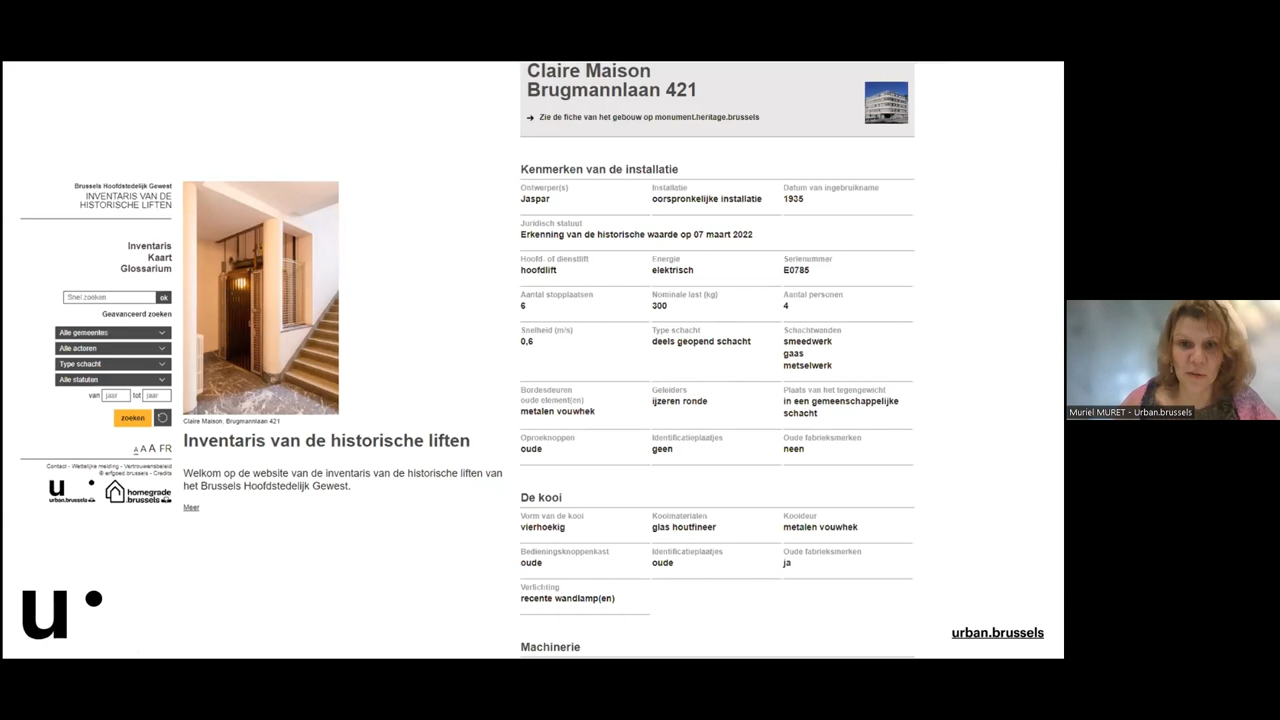 Claire Maison
Brugmannlaan 421
Zie de fiche van het gebouw op monument.heritage.brussels
Brussels Hoofdstedelijk Gewest
INVENTARIS VAN DE
HISTORISCHE LIFTEN
Inventaris
Kaart
Glossarium
Snel zoeken
ok
Geavanceerd zoeken
Alle gemeentes
Alle actoren
Type schacht
Alle statuten
van jaar tot jaar
zoeken
A A A FR
Contact - Wettelijke melding - Vertrouwensbeleid
© erfgoed.brussels - Credits
u
urban.brussels
homegrade
.brussels
Claire Maison, Brugmannlaan 421
Inventaris van de historische liften
Welkom op de website van de inventaris van de historische liften van
het Brussels Hoofdstedelijk Gewest.
Meer
Kenmerken van de installatie
Ontwerper(s) Installatie Datum van ingebruikname
Jaspar oorspronkelijke installatie 1935
Juridisch statuut
Erkenning van de historische waarde op 07 maart 2022
Hoofd- of dienstlift Energie Serienummer
hoofdlift elektrisch E0785
Aantal stopplaatsen Nominale last (kg) Aantal personen
6 300 4
Snelheid (m/s) Type schacht Schachtwanden
0,6 deels geopend schacht smeedwerk
gaas
metselwerk
Bordesdeuren Geleiders Plaats van het tegengewicht
oude element(en) ijzeren ronde in een gemeenschappelijke
metalen vouwhek schacht
Oproepknoppen Identificatieplaatjes Oude fabrieksmerken
oude geen neen
De kooi
Vorm van de kooi Kooimaterialen Kooideur
vierhoekig glas houtfineer metalen vouwhek
Bedieningsknoppenkast Identificatieplaatjes Oude fabrieksmerken
oude oude ja
Verlichting
recente wandlamp(en)
Machinerie
u
urban.brussels
Muriel MURET - Urban.brussels